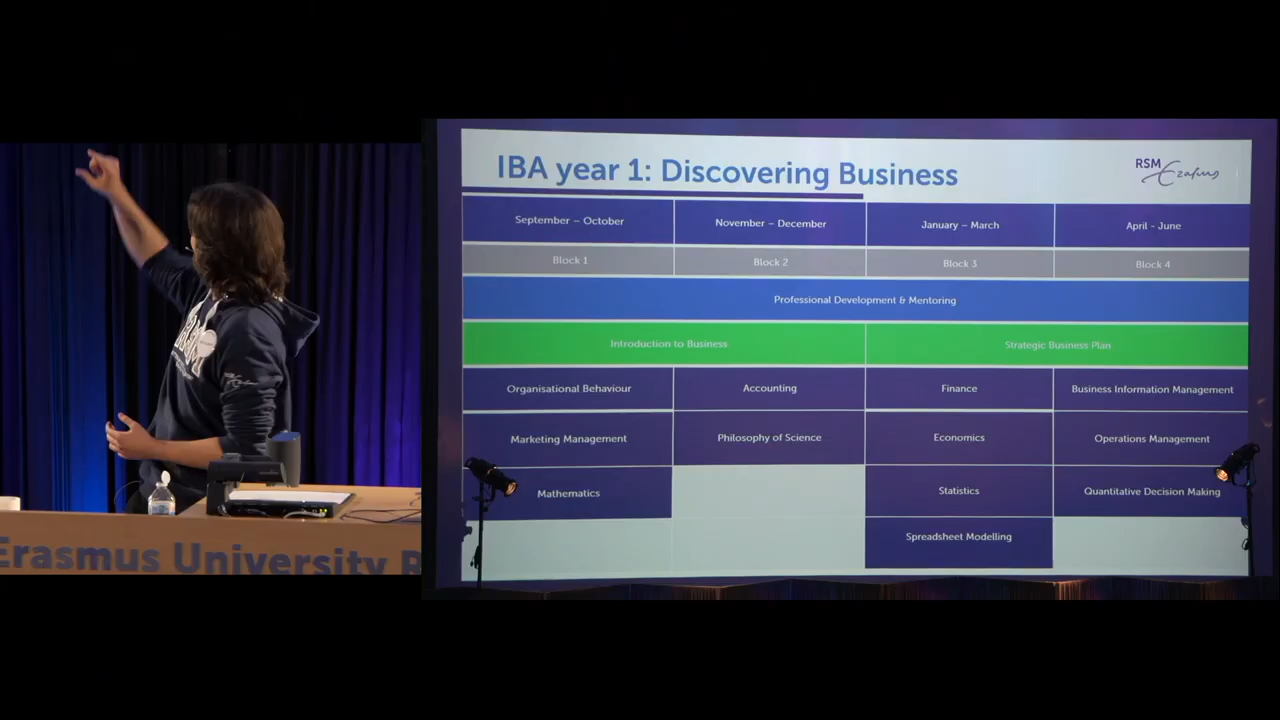 IBA year 1: Discovering Business
RSM
Erasmus
September – October
November – December
January – March
April - June
Block 1
Block 2
Block 3
Block 4
Professional Development & Mentoring
Introduction to Business
Strategic Business Plan
Organisational Behaviour
Accounting
Finance
Business Information Management
Marketing Management
Philosophy of Science
Economics
Operations Management
Mathematics
Statistics
Quantitative Decision Making
Spreadsheet Modelling
Erasmus University R